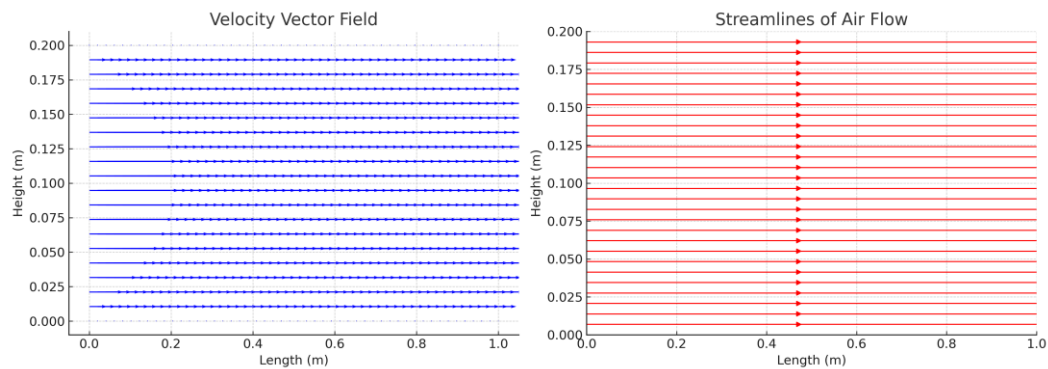 Velocity Vector Field
0.200
0.175
0.150
0.125
0.100
0.075
0.050
0.025
0.000
Height (m)
0.0 0.2 0.4 0.6 0.8 1.0
Length (m)
Streamlines of Air Flow
0.200
0.175
0.150
0.125
0.100
0.075
0.050
0.025
0.000
Height (m)
0.0 0.2 0.4 0.6 0.8 1.0
Length (m)